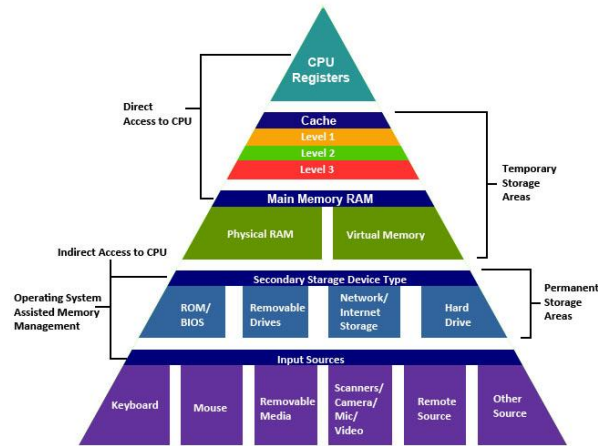 CPU
Registers
Direct
Access to CPU
Cache
Level 1
Level 2
Level 3
Temporary
Storage
Areas
Main Memory RAM
Physical RAM
Virtual Memory
Indirect Access to CPU
Secondary Starage Device Type
Operating System
Assisted Memory
Management
ROM/
BIOS
Removable
Drives
Network/
Internet
Storage
Hard
Drive
Permanent
Storage
Areas
Input Sources
Keyboard
Mouse
Removable
Media
Scanners/
Camera/
Mic/
Video
Remote
Source
Other
Source